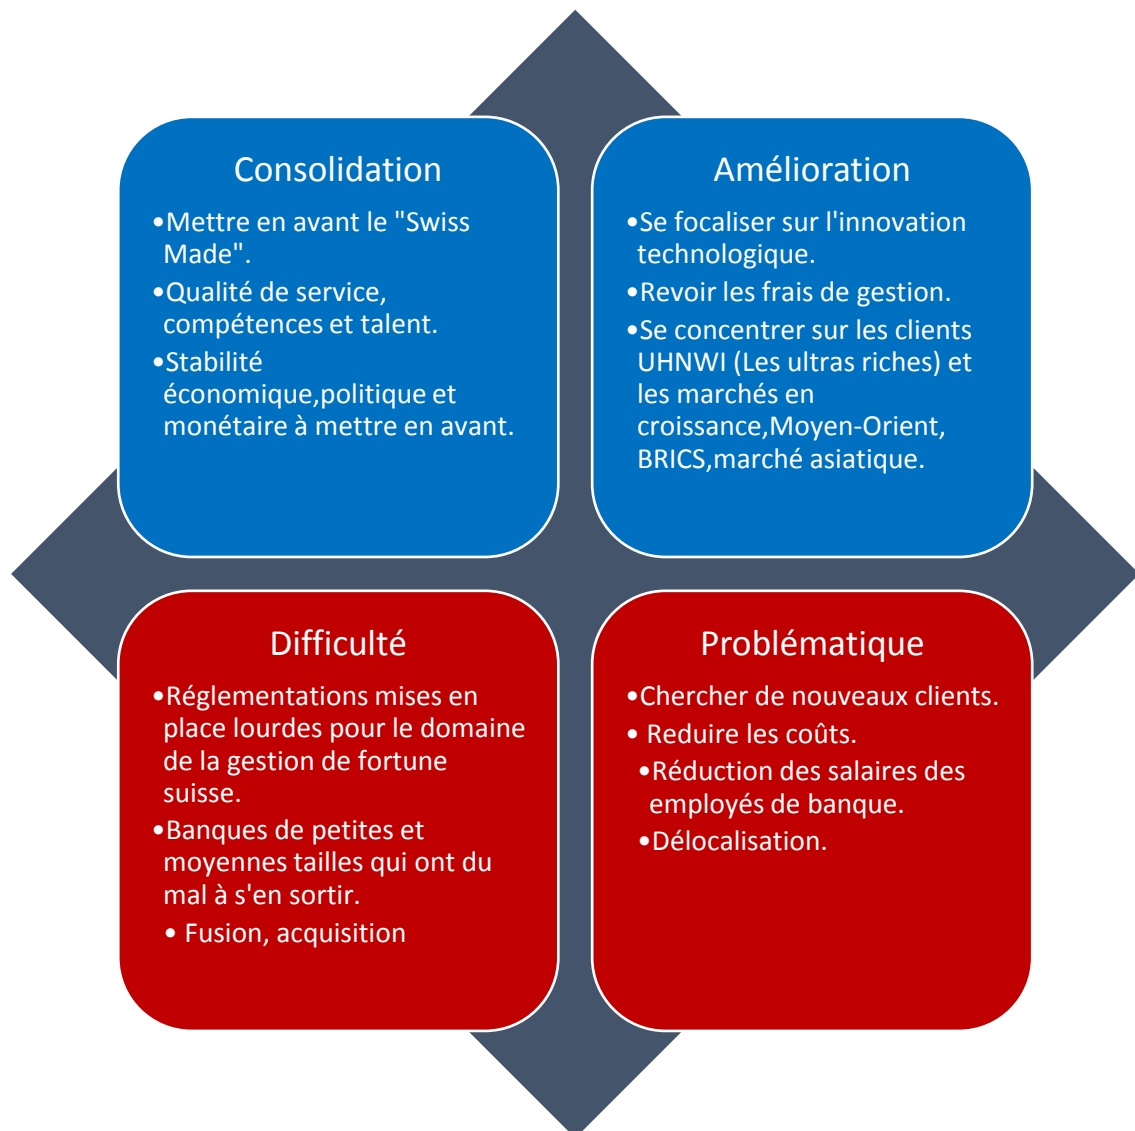 Consolidation
•Mettre en avant le "Swiss
Made".
•Qualité de service,
compétences et talent.
•Stabilité
économique,politique et
monétaire à mettre en avant.
Amélioration
•Se focaliser sur l'innovation
technologique.
•Revoir les frais de gestion.
•Se concentrer sur les clients
UHNWI (Les ultras riches) et
les marchés en
croissance,Moyen-Orient,
BRICS,marché asiatique.
Difficulté
•Réglementations mises en
place lourdes pour le domaine
de la gestion de fortune
suisse.
•Banques de petites et
moyennes tailles qui ont du
mal à s'en sortir.
• Fusion, acquisition
Problématique
•Chercher de nouveaux clients.
• Reduire les coûts.
•Réduction des salaires des
employés de banque.
•Délocalisation.